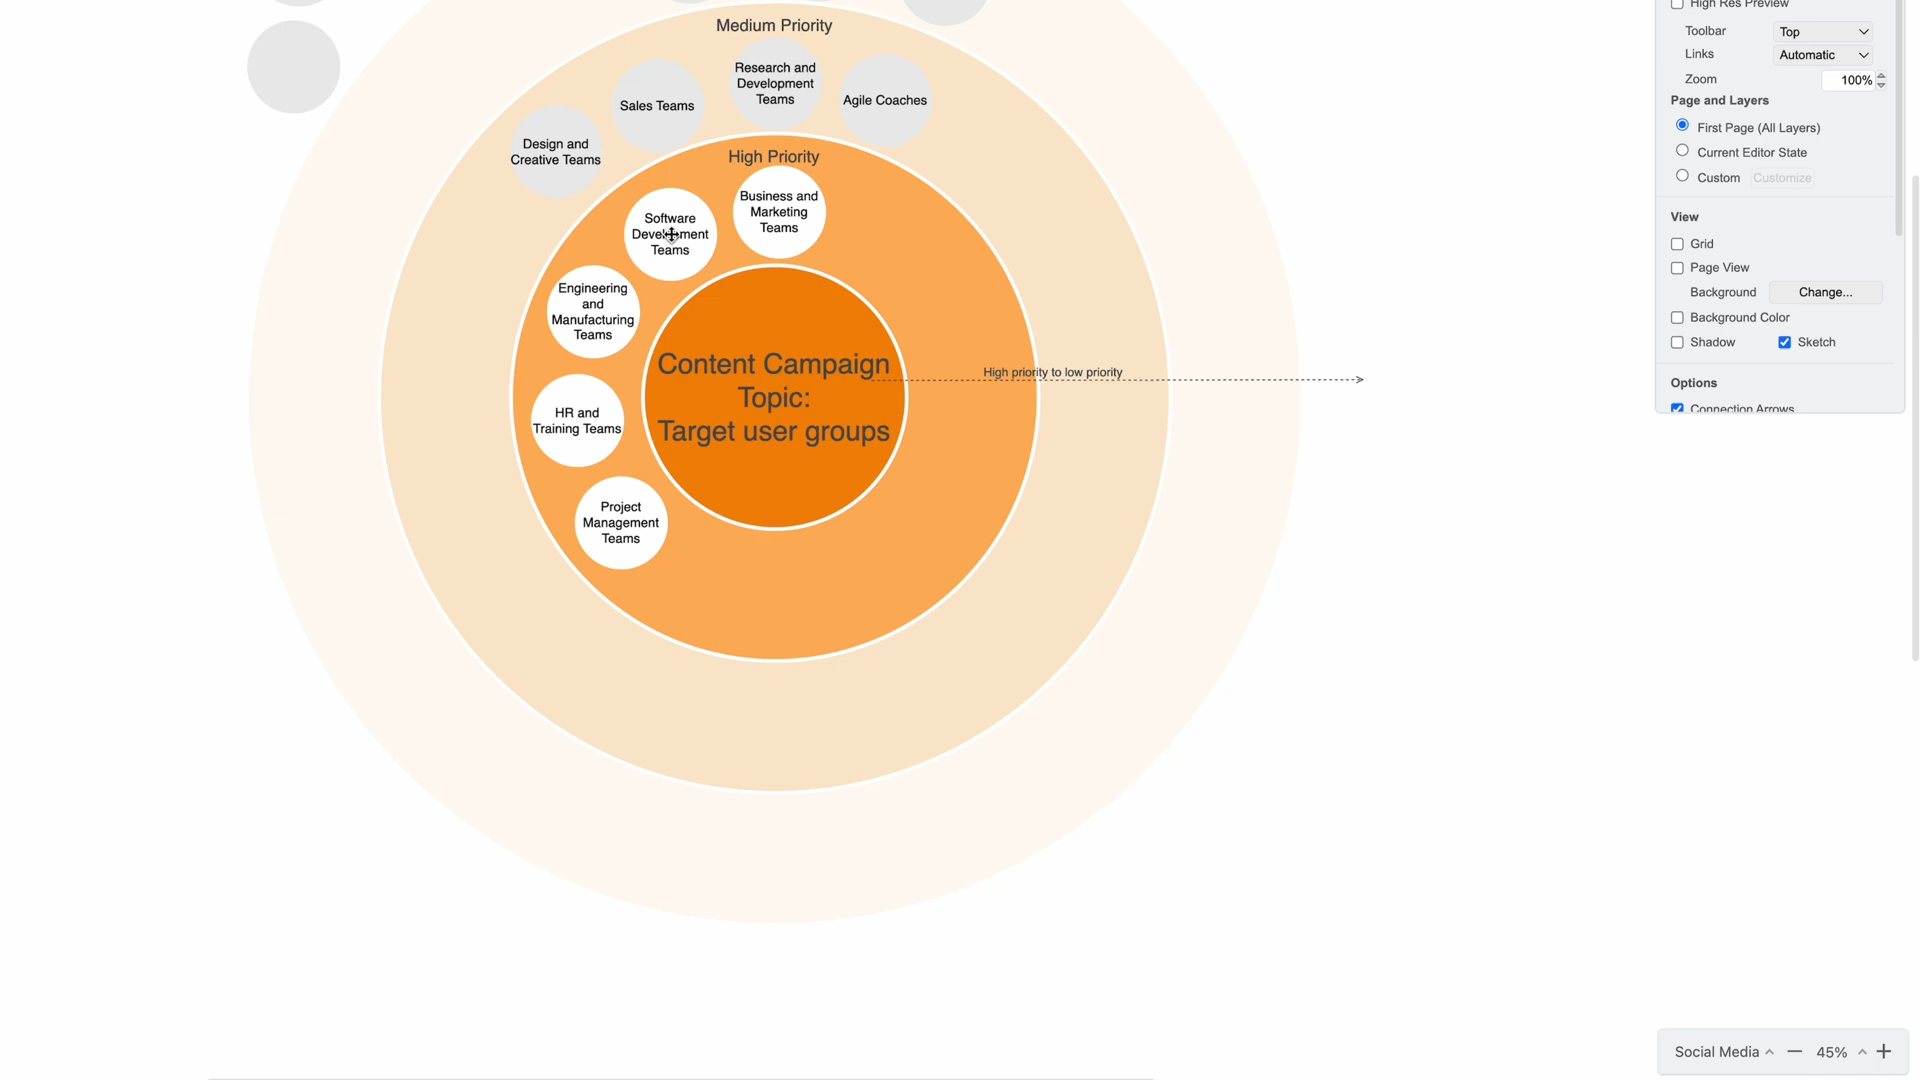 Medium Priority
Research and
Development
Teams
Sales Teams
Agile Coaches
Design and
Creative Teams
High Priority
Business and
Marketing
Teams
Software
Development
Teams
Engineering
and
Manufacturing
Teams
HR and
Training Teams
Project
Management
Teams
Content Campaign
Topic:
Target user groups
High priority to low priority
High Res Preview
Toolbar Top
Links Automatic
Zoom 100%
Page and Layers
First Page (All Layers)
Current Editor State
Custom Customize
View
Grid
Page View
Background Change...
Background Color
Shadow Sketch
Options
Connection Arrows
Social Media 45%